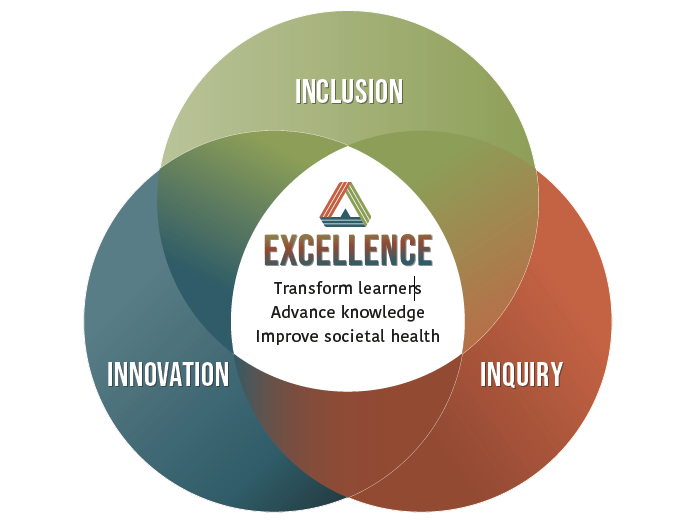 INCLUSION
EXCELLENCE
Transform learners
Advance knowledge
Improve societal health
INNOVATION
INQUIRY